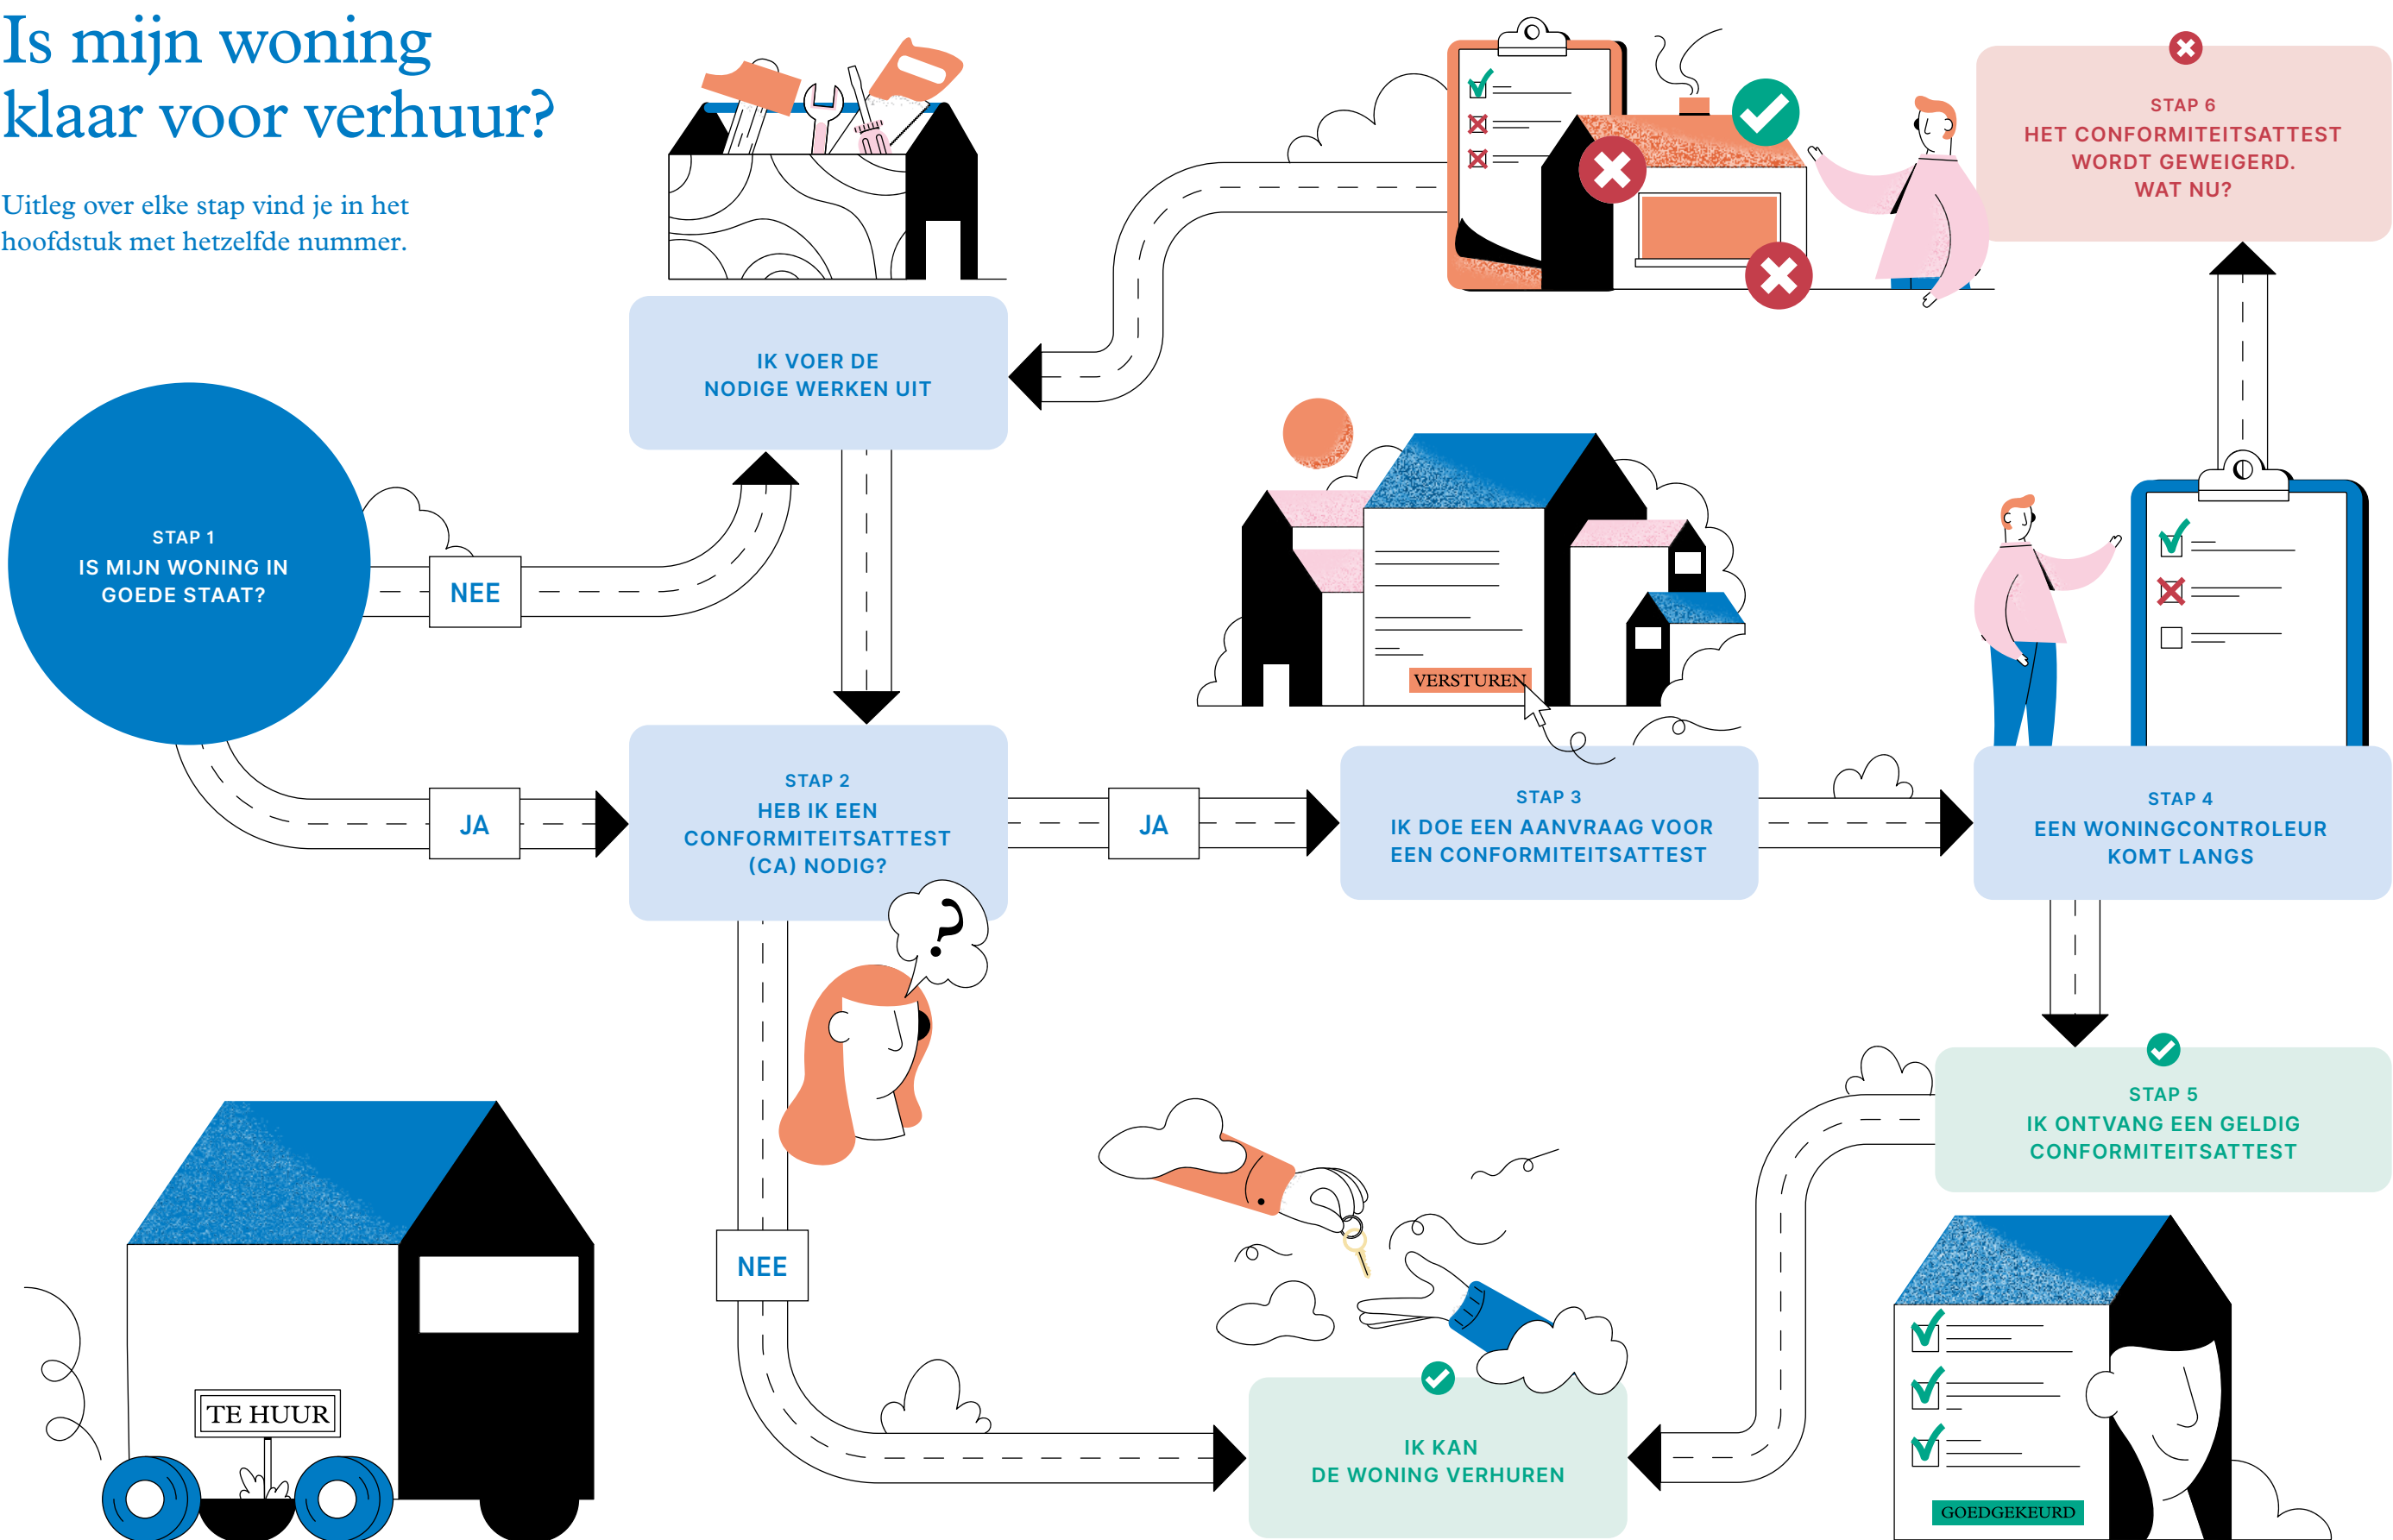 Is mijn woning
klaar voor verhuur?
Uitleg over elke stap vind je in het
hoofdstuk met hetzelfde nummer.
STAP 1
IS MIJN WONING IN
GOEDE STAAT?
NEE
JA
IK VOER DE
NODIGE WERKEN UIT
STAP 2
HEB IK EEN
CONFORMITEITSATTEST
(CA) NODIG?
?
JA
NEE
VERSTUREN
STAP 3
IK DOE EEN AANVRAAG VOOR
EEN CONFORMITEITSATTEST
STAP 4
EEN WONINGCONTROLEUR
KOMT LANGS
STAP 5
IK ONTVANG EEN GELDIG
CONFORMITEITSATTEST
STAP 6
HET CONFORMITEITSATTEST
WORDT GEWEIGERD.
WAT NU?
IK KAN
DE WONING VERHUREN
TE HUUR
GOEDGEKEURD